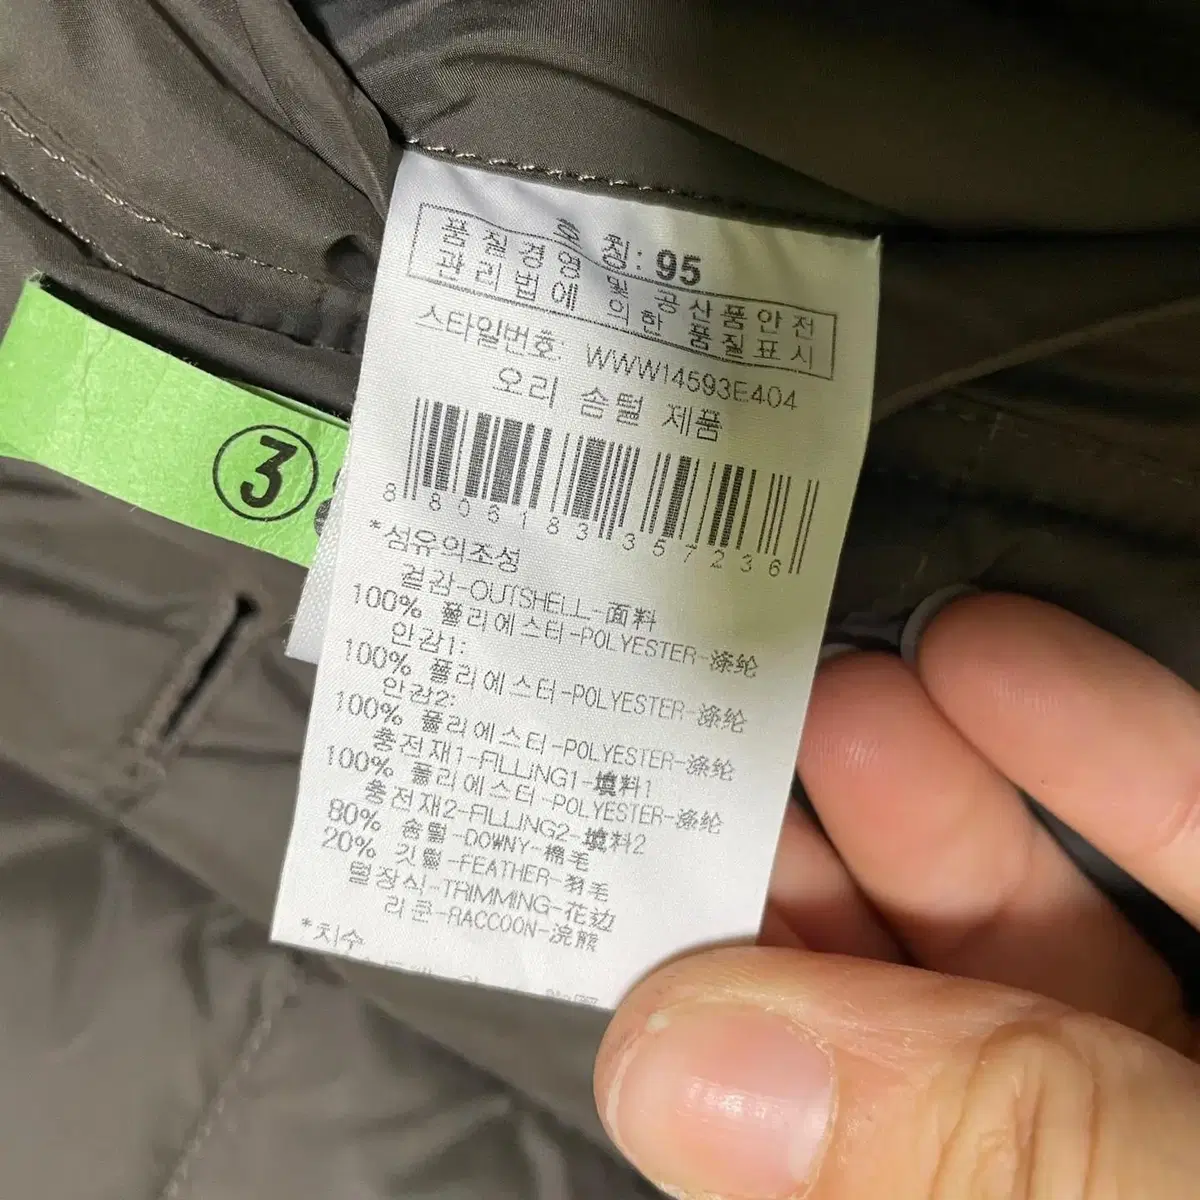 호 칭: 95
품질경영 및 공산품안전
관리법에 의한 품질표시
스타일번호: WWW14593E404
오리 솜털 제품
8 806183 357236
*섬유의조성
겉감-OUTSHELL-面料
100% 폴리에스터-POLYESTER-涤纶
안감1:
100% 폴리에스터-POLYESTER-涤纶
안감2:
100% 폴리에스터-POLYESTER-涤纶
충전재1-FILLING1-填料1
100% 폴리에스터-POLYESTER-涤纶
충전재2-FILLING2-填料2
80% 솜털-DOWNY-棉毛
20% 깃털-FEATHER-羽毛
털장식-TRIMMING-花边
리쿤-RACCOON-浣熊
*치수
③